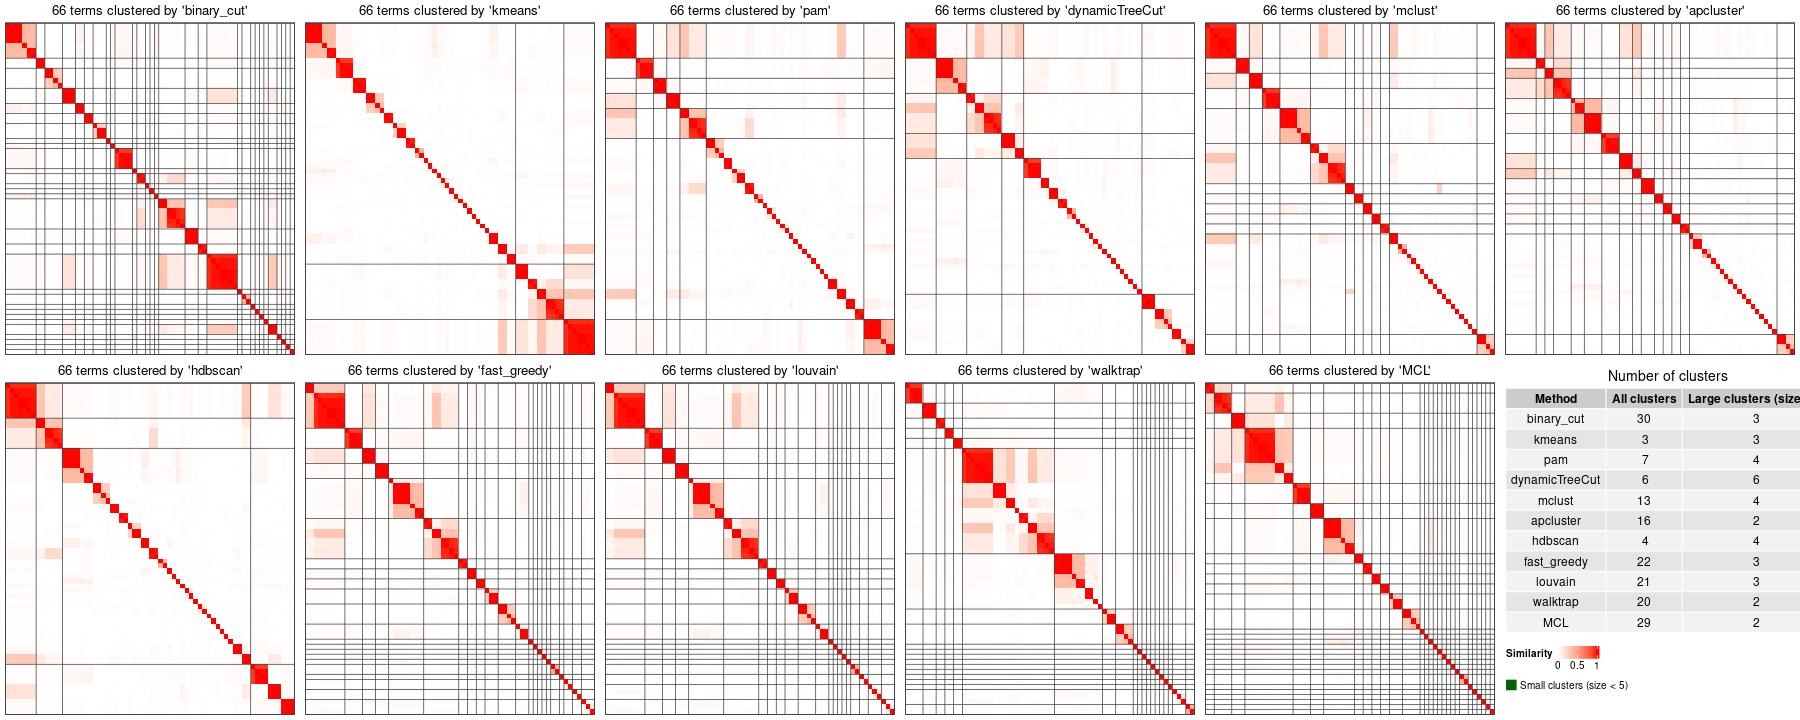 66 terms clustered by 'binary_cut'
66 terms clustered by 'kmeans'
66 terms clustered by 'pam'
66 terms clustered by 'dynamicTreeCut'
66 terms clustered by 'mclust'
66 terms clustered by 'apcluster'
66 terms clustered by 'hdbscan'
66 terms clustered by 'fast_greedy'
66 terms clustered by 'louvain'
66 terms clustered by 'walktrap'
66 terms clustered by 'MCL'
Number of clusters
Method All clusters Large clusters (size
binary_cut 30 3
kmeans 3 3
pam 7 4
dynamicTreeCut 6 6
mclust 13 4
apcluster 16 2
hdbscan 4 4
fast_greedy 22 3
louvain 21 3
walktrap 20 2
MCL 29 2
Similarity
0 0.5 1
Small clusters (size < 5)